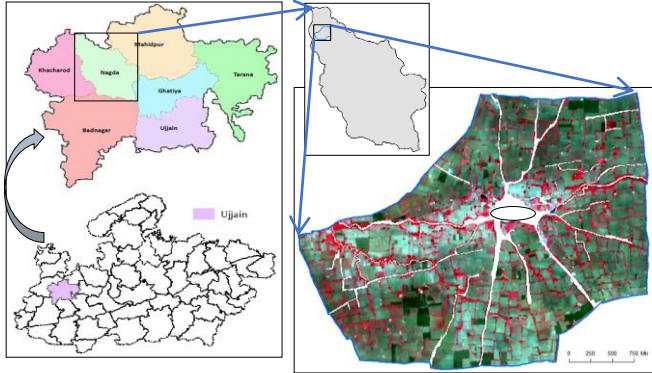 Mahidpur
Khacharod
Nagda
Tarana
Ghatiya
Badnagar
Ujjain
Ujjain
0 250 500 750 Mtr